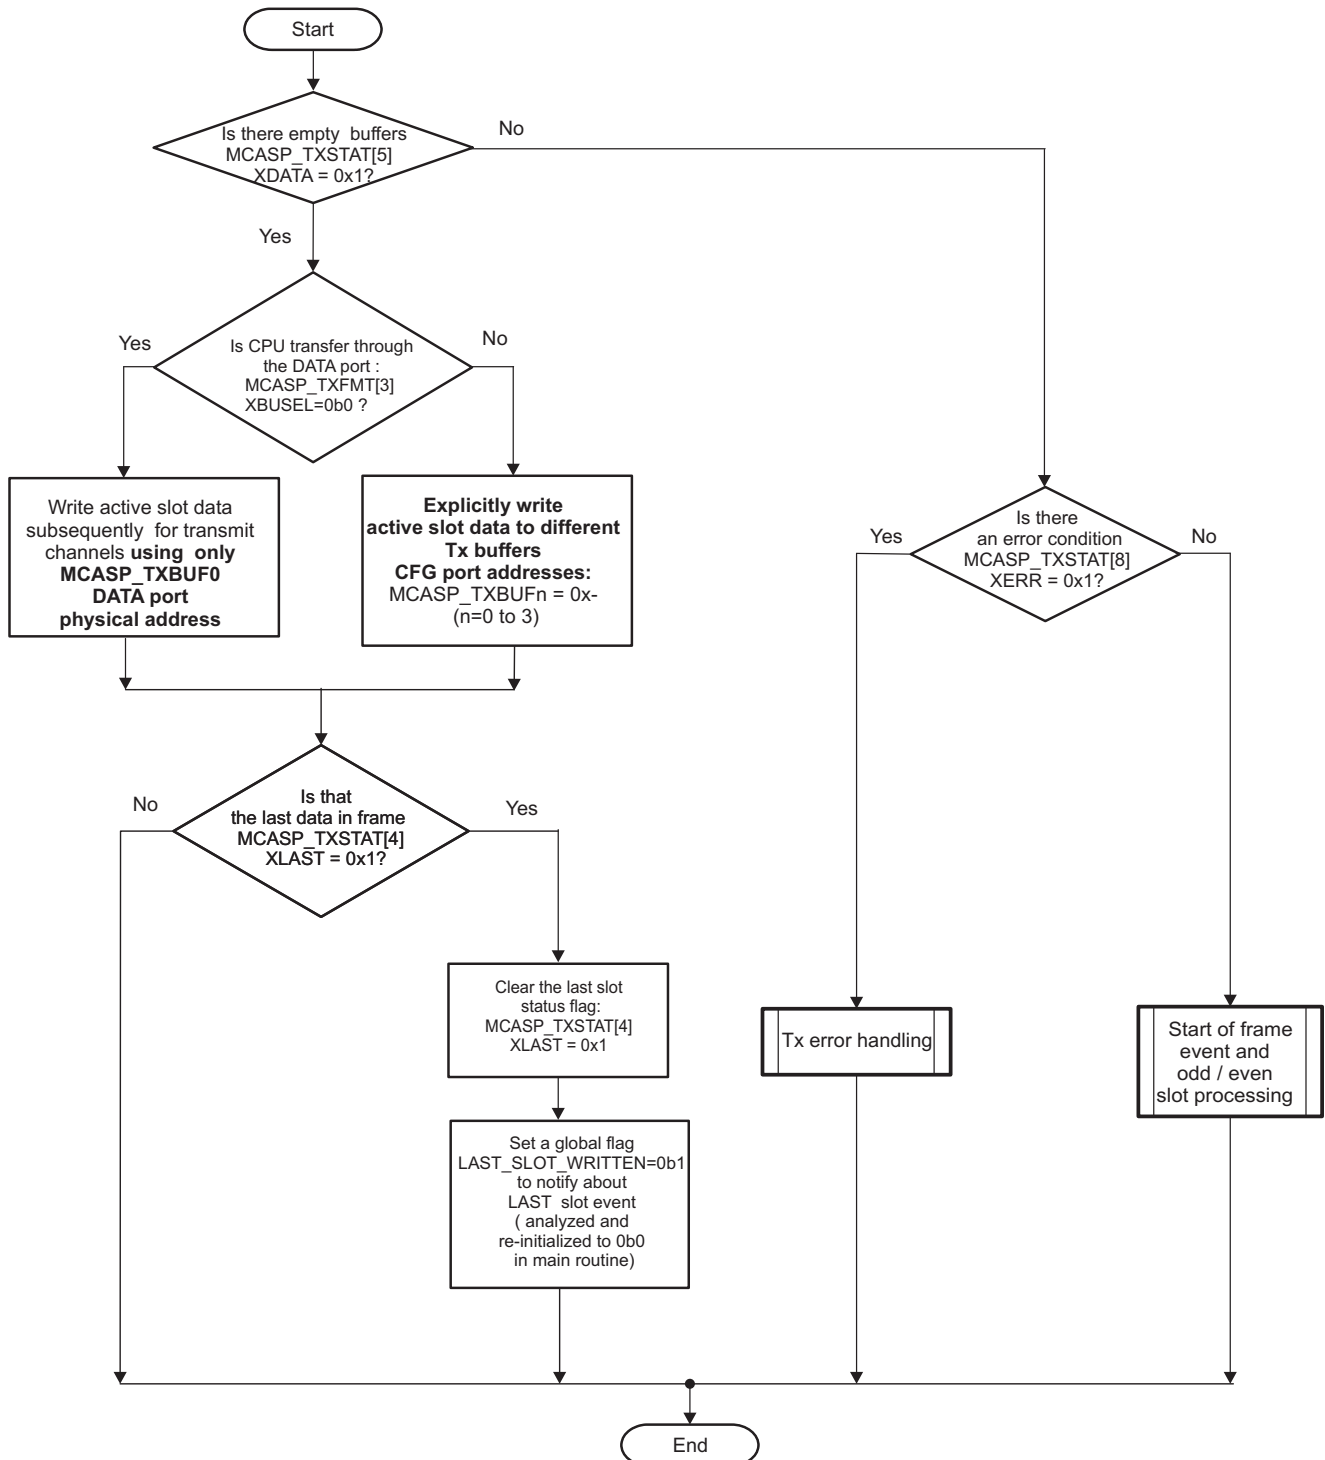 Start
Is there empty buffers
MCASP_TXSTAT[5]
XDATA = 0x1?
No
Yes
Is CPU transfer through
the DATA port :
MCASP_TXFMT[3]
XBUSEL=0b0 ?
Yes
No
Write active slot data
subsequently for transmit
channels using only
MCASP_TXBUF0
DATA port
physical address
Explicitly write
active slot data to different
Tx buffers
CFG port addresses:
MCASP_TXBUFn = 0x-
(n=0 to 3)
Is there
an error condition
MCASP_TXSTAT[8]
XERR = 0x1?
Yes
No
Is that
the last data in frame
MCASP_TXSTAT[4]
XLAST = 0x1?
No
Yes
Clear the last slot
status flag:
MCASP_TXSTAT[4]
XLAST = 0x1
Tx error handling
Start of frame
event and
odd / even
slot processing
Set a global flag
LAST_SLOT_WRITTEN=0b1
to notify about
LAST slot event
( analyzed and
re-initialized to 0b0
in main routine)
End